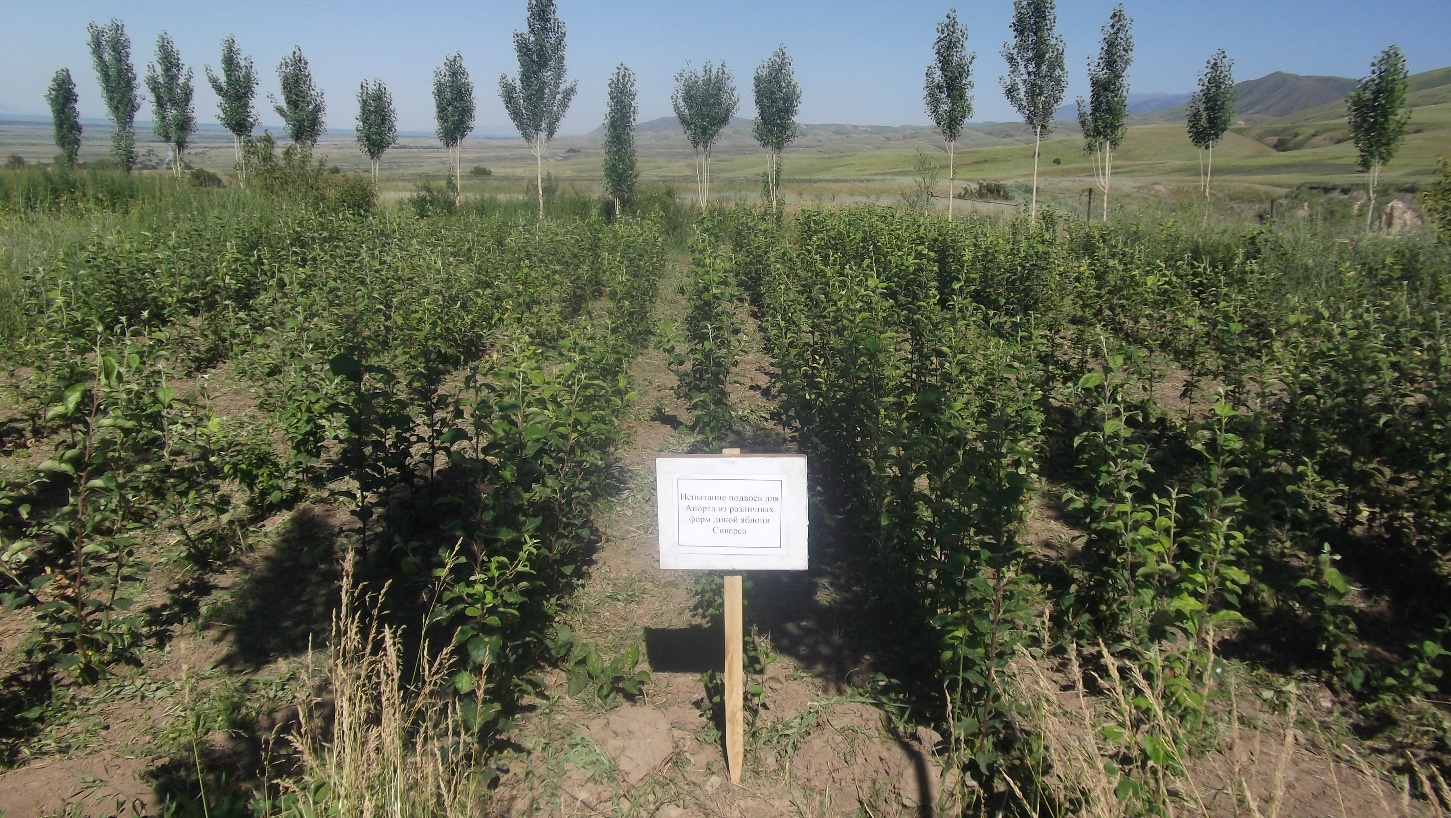 Испытание подвоев для
Апорта из различных
форм дикой яблони
Сиверса